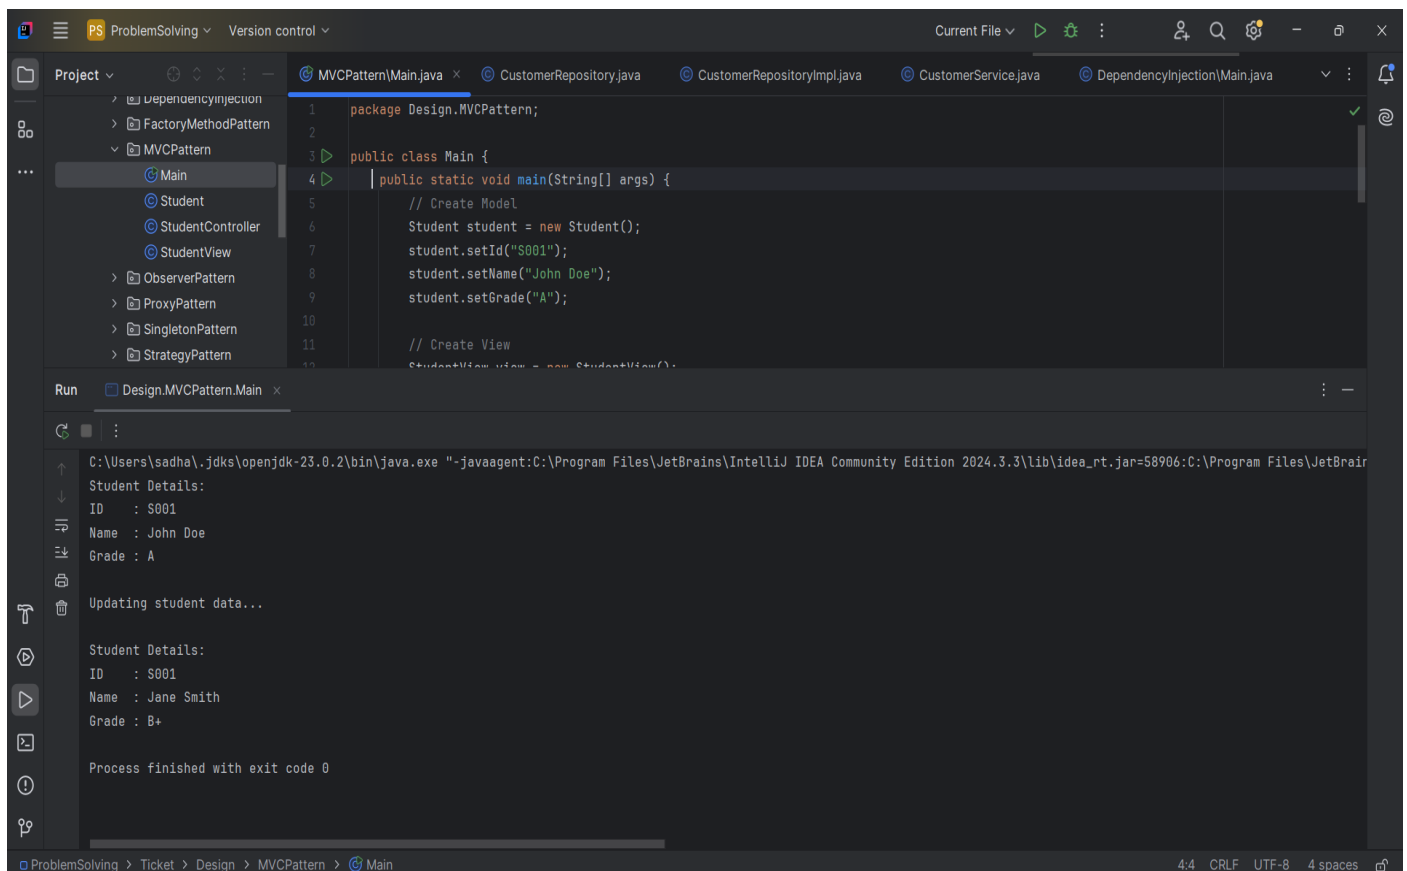 PS ProblemSolving Version control Current File
Project
MVCPattern\Main.java CustomerRepository.java CustomerRepositoryImpl.java CustomerService.java DependencyInjection\Main.java
DependencyInjection
FactoryMethodPattern
MVCPattern
Main
Student
StudentController
StudentView
ObserverPattern
ProxyPattern
SingletonPattern
StrategyPattern
1 package Design.MVCPattern;
2
3 public class Main {
4 public static void main(String[] args) {
5 // Create Model
6 Student student = new Student();
7 student.setId("S001");
8 student.setName("John Doe");
9 student.setGrade("A");
10
11 // Create View
12 StudentView view = new StudentView();
Run Design.MVCPattern.Main
C:\Users\sadha\.jdks\openjdk-23.0.2\bin\java.exe "-javaagent:C:\Program Files\JetBrains\IntelliJ IDEA Community Edition 2024.3.3\lib\idea_rt.jar=58906:C:\Program Files\JetBrain
Student Details:
ID : S001
Name : John Doe
Grade : A
Updating student data...
Student Details:
ID : S001
Name : Jane Smith
Grade : B+
Process finished with exit code 0
ProblemSolving > Ticket > Design > MVCPattern > Main 4:4 CRLF UTF-8 4 spaces